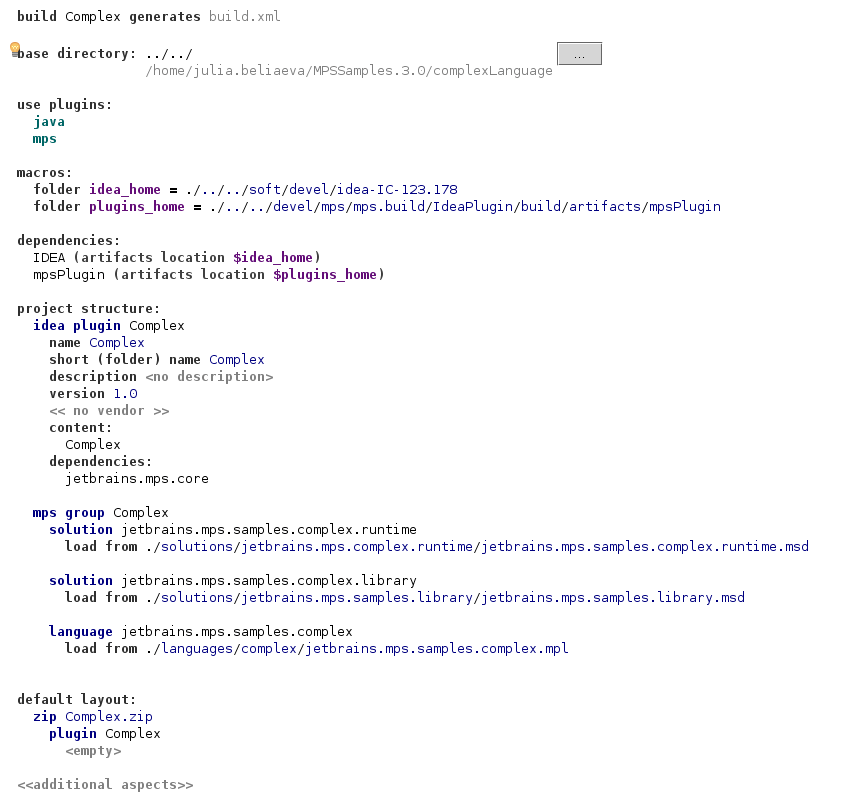 build Complex generates build.xml
base directory: ../../
...
/home/julia.beliaeva/MPSSamples.3.0/complexLanguage
use plugins:
java
mps
macros:
folder idea_home = ./../../soft/devel/idea-IC-123.178
folder plugins_home = ./../../devel/mps/mps.build/IdeaPlugin/build/artifacts/mpsPlugin
dependencies:
IDEA (artifacts location $idea_home)
mpsPlugin (artifacts location $plugins_home)
project structure:
idea plugin Complex
name Complex
short (folder) name Complex
description <no description>
version 1.0
<< no vendor >>
content:
Complex
dependencies:
jetbrains.mps.core
mps group Complex
solution jetbrains.mps.samples.complex.runtime
load from ./solutions/jetbrains.mps.complex.runtime/jetbrains.mps.samples.complex.runtime.msd
solution jetbrains.mps.samples.complex.library
load from ./solutions/jetbrains.mps.samples.library/jetbrains.mps.samples.library.msd
language jetbrains.mps.samples.complex
load from ./languages/complex/jetbrains.mps.samples.complex.mpl
default layout:
zip Complex.zip
plugin Complex
<empty>
<<additional aspects>>